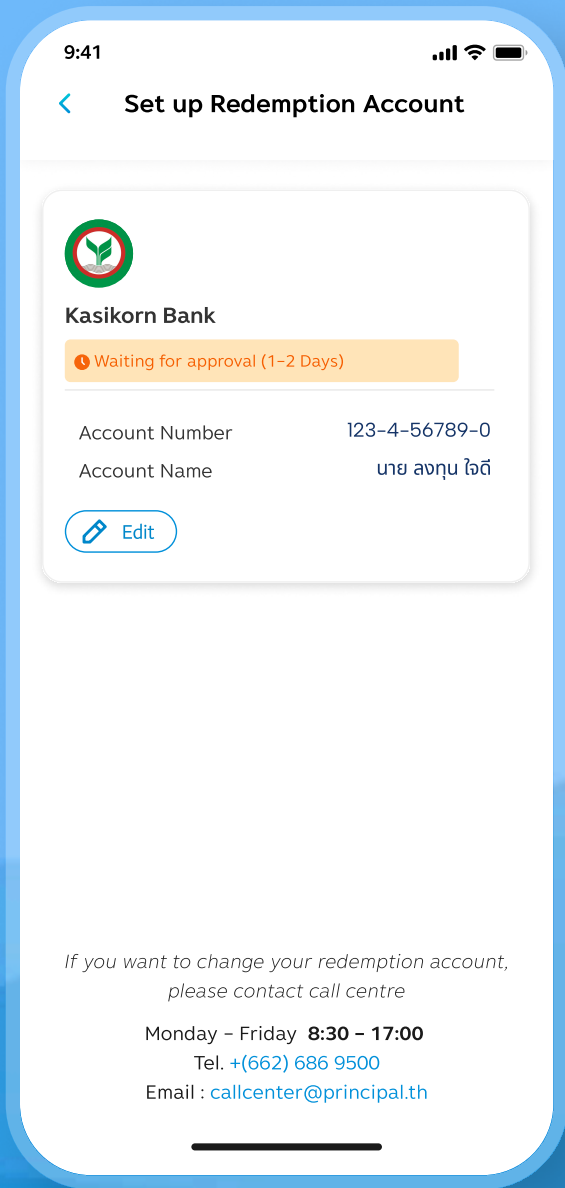 9:41
Set up Redemption Account
Kasikorn Bank
Waiting for approval (1-2 Days)
Account Number 123-4-56789-0
Account Name นาย ลงทุน ใจดี
Edit
If you want to change your redemption account,
please contact call centre
Monday - Friday 8:30 - 17:00
Tel. +(662) 686 9500
Email : callcenter@principal.th